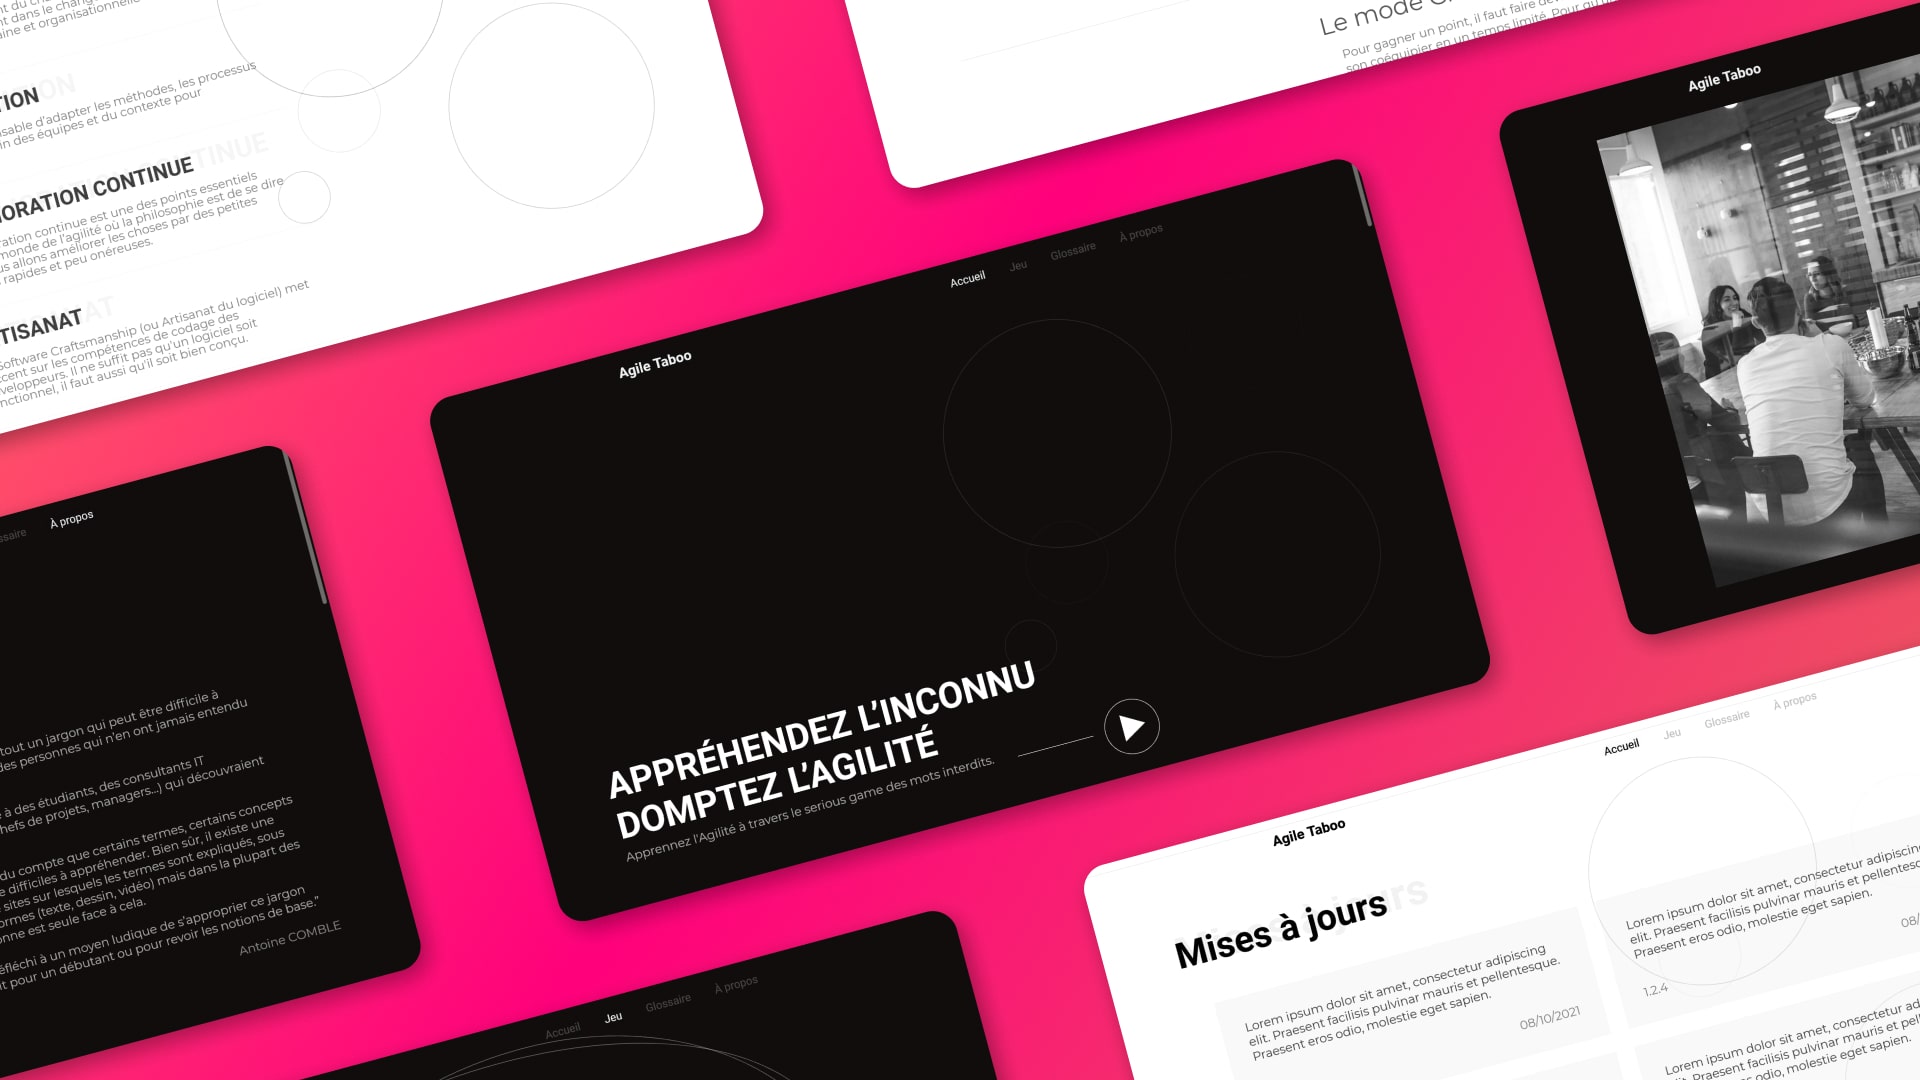 dans le chang
aine et organisationnelle
TION
sable d'adapter les méthodes, les processus
n des équipes et du contexte pour
TINUE
ORATION CONTINUE
ration continue est une des points essentiels
monde de l'agilité où la philosophie est de se dire
us allons améliorer les choses par des petites
rapides et peu onéreuses.
AT
TISANAT
Software Craftsmanship (ou Artisanat du logiciel) met
ccent sur les compétences de codage des
veloppeurs. Il ne suffit pas qu'un logiciel soit
nctionnel, il faut aussi qu'il soit bien conçu.
Le mode
Pour gagner un point, il faut faire
son coéquipier en un temps limité. Pour
Agile Taboo
ssaire
À propos
tout un jargon qui peut être difficile à
des personnes qui n'en ont jamais entendu
à des étudiants, des consultants IT
hefs de projets, managers...) qui découvraient
du compte que certains termes, certains concepts
e difficiles à appréhender. Bien sûr, il existe une
sites sur lesquels les termes sont expliqués, sous
ormes (texte, dessin, vidéo) mais dans la plupart des
onne est seule face à cela.
éfléchi à un moyen ludique de s'approprier ce jargon
t pour un débutant ou pour revoir les notions de base."
Antoine COMBLE
Agile Taboo
Accueil
Jeu
Glossaire
À propos
APPRÉHENDEZ L'INCONNU
DOMPTEZ L'AGILITÉ
Apprennez l'Agilité à travers le serious game des mots interdits.
Accueil
Jeu
Glossaire
À propos
Agile Taboo
Accueil
Jeu
Glossaire
À propos
Mises à jours
Lorem ipsum dolor sit amet, consectetur adipiscing
elit. Praesent facilisis pulvinar mauris et pellentesque.
Praesent eros odio, molestie eget sapien.
08/10/2021
Lorem ipsum dolor sit amet, consectetur adipiscing
elit. Praesent facilisis pulvinar mauris et pellentesq
Praesent eros odio, molestie eget sapien.
1.2.4
08/
Lorem ipsum dolor sit amet, consectetur ad
elit. Praesent facilisis pulvinar mauris et pel
Praesent eros odio, molestie eget sapien.